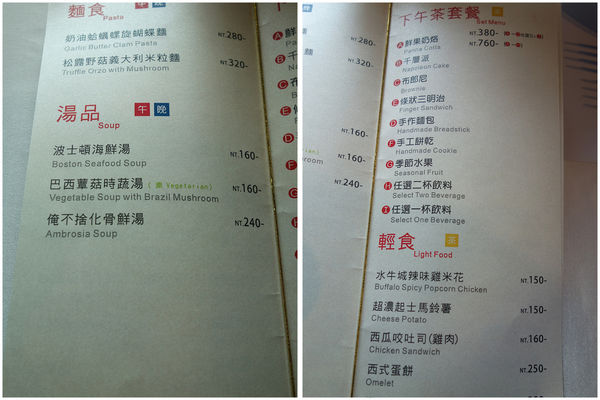 麵食 午 晚
Pasta
奶油蛤蠣螺旋蝴蝶麵 NT.280-
Garlic Butter Clam Pasta
松露野菇義大利米粒麵 NT.320-
Truffle Orzo with Mushroom
湯品 午 晚
Soup
波士頓海鮮湯 NT.160-
Boston Seafood Soup
巴西蕈菇時蔬湯 ( 素 Vegetarian) NT.160-
Vegetable Soup with Brazil Mushroom
俺不捨化骨鮮湯 NT.240-
Ambrosia Soup
A
B
C
280-
320-
NT.160-
NT.160-
NT.240-
下午茶套餐 茶
Set Menu
NT.380-
NT.760-
A 鮮果奶烙
Panna Cotta
B 千層派
Napoleon Cake
C 布郎尼
Brownie
E 條狀三明治
Finger Sandwich
D 手作麵包
Handmade Breadstick
F 手工餅乾
Handmade Cookie
G 季節水果
Seasonal Fruit
H 任選二杯飲料
Select Two Beverage
I 任選一杯飲料
Select One Beverage
輕食 茶
Light Food
水牛城辣味雞米花 NT.150-
Buffalo Spicy Popcorn Chicken
超濃起士馬鈴薯 NT.150-
Cheese Potato
西瓜咬吐司(雞肉) NT.160-
Chicken Sandwich
西式蛋餅 NT.250-
Omelet